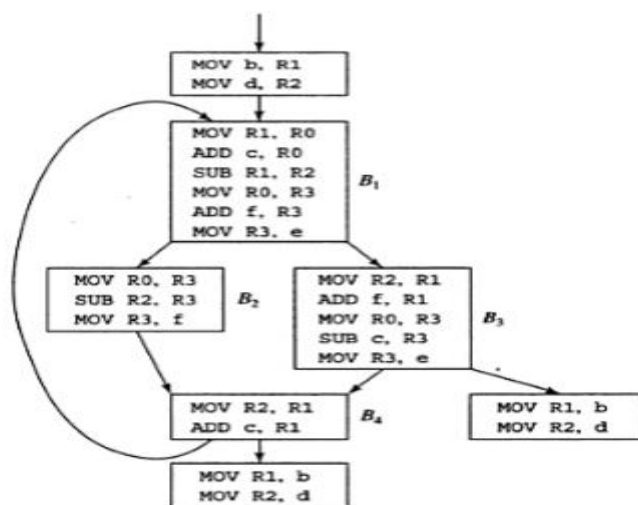 MOV b, R1
MOV d, R2
MOV R1, R0
ADD c, R0
SUB R1, R2
MOV R0, R3
ADD f, R3
MOV R3, e
B1
MOV R0, R3
SUB R2, R3
MOV R3, f
B2
MOV R2, R1
ADD f, R1
MOV R0, R3
SUB c, R3
MOV R3, e
B3
MOV R2, R1
ADD c, R1
B4
MOV R1, b
MOV R2, d
MOV R1, b
MOV R2, d